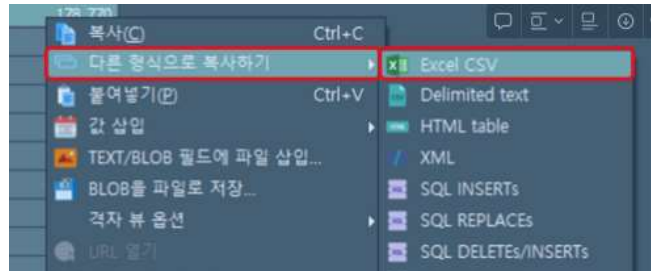 178,770
복사(C) Ctrl+C
다른 형식으로 복사하기
붙여넣기(P) Ctrl+V
값 삽입
TEXT/BLOB 필드에 파일 삽입...
BLOB을 파일로 저장...
격자 뷰 옵션
URL 열기
Excel CSV
Delimited text
HTML table
XML
SQL INSERTs
SQL REPLACEs
SQL DELETEs/INSERTs